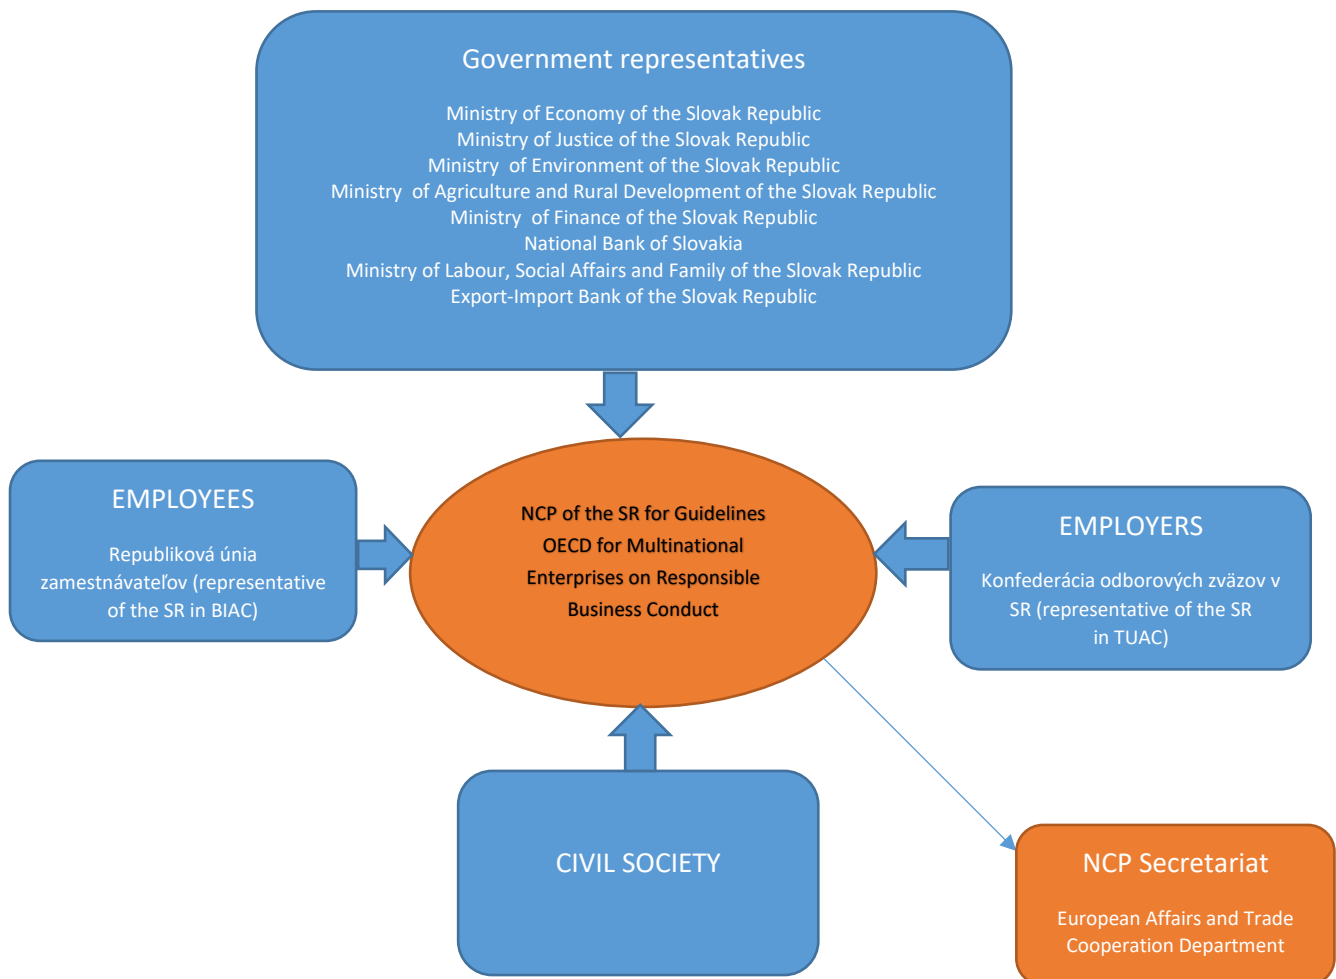 Government representatives
Ministry of Economy of the Slovak Republic
Ministry of Justice of the Slovak Republic
Ministry of Environment of the Slovak Republic
Ministry of Agriculture and Rural Development of the Slovak Republic
Ministry of Finance of the Slovak Republic
National Bank of Slovakia
Ministry of Labour, Social Affairs and Family of the Slovak Republic
Export-Import Bank of the Slovak Republic
EMPLOYEES
Republiková únia
zamestnávateľov (representative
of the SR in BIAC)
NCP of the SR for Guidelines
OECD for Multinational
Enterprises on Responsible
Business Conduct
EMPLOYERS
Konfederácia odborových zväzov v
SR (representative of the SR
in TUAC)
CIVIL SOCIETY
NCP Secretariat
European Affairs and Trade
Cooperation Department